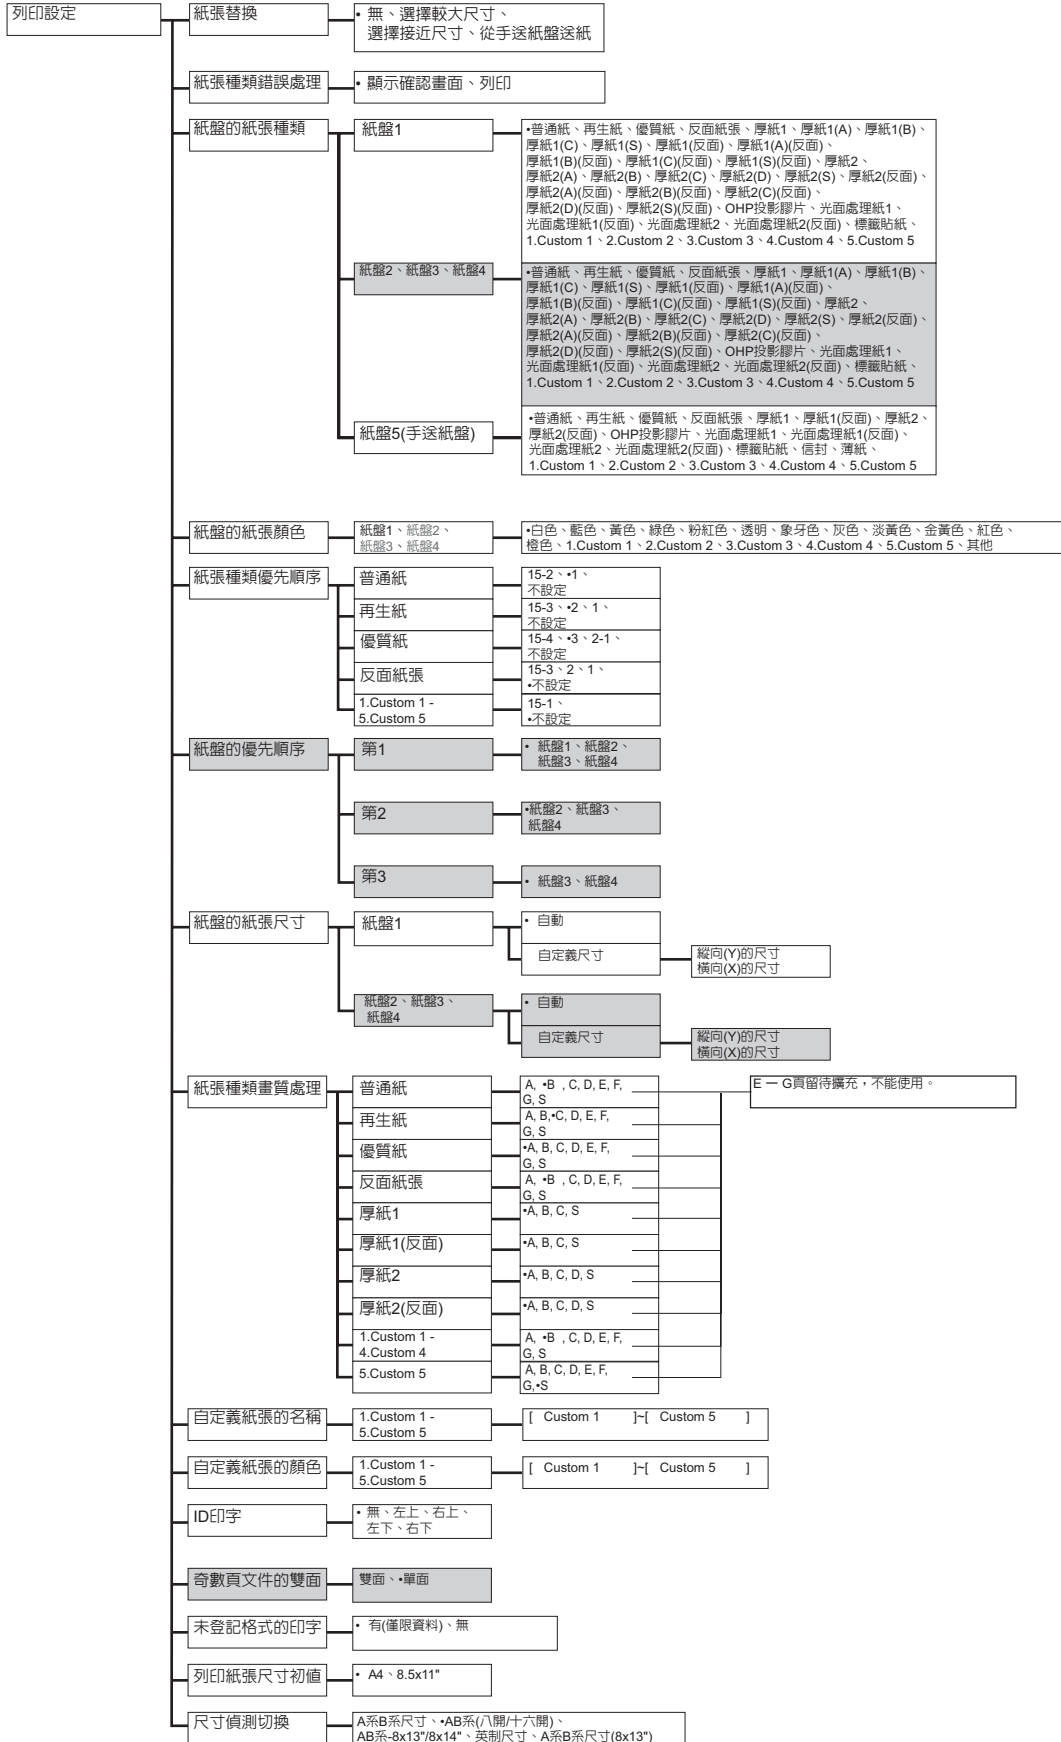 列印設定
紙張替換
• 無、選擇較大尺寸、
選擇接近尺寸、從手送紙盤送紙
紙張種類錯誤處理
• 顯示確認畫面、列印
紙盤的紙張種類
紙盤1
•普通紙、再生紙、優質紙、反面紙張、厚紙1、厚紙1(A)、厚紙1(B)、
厚紙1(C)、厚紙1(S)、厚紙1(反面)、厚紙1(A)(反面)、
厚紙1(B)(反面)、厚紙1(C)(反面)、厚紙1(S)(反面)、厚紙2、
厚紙2(A)、厚紙2(B)、厚紙2(C)、厚紙2(D)、厚紙2(S)、厚紙2(反面)、
厚紙2(A)(反面)、厚紙2(B)(反面)、厚紙2(C)(反面)、
厚紙2(D)(反面)、厚紙2(S)(反面)、OHP投影膠片、光面處理紙1、
光面處理紙1(反面)、光面處理紙2、光面處理紙2(反面)、標籤貼紙、
1.Custom 1、2.Custom 2、3.Custom 3、4.Custom 4、5.Custom 5
紙盤2、紙盤3、紙盤4
•普通紙、再生紙、優質紙、反面紙張、厚紙1、厚紙1(A)、厚紙1(B)、
厚紙1(C)、厚紙1(S)、厚紙1(反面)、厚紙1(A)(反面)、
厚紙1(B)(反面)、厚紙1(C)(反面)、厚紙1(S)(反面)、厚紙2、
厚紙2(A)、厚紙2(B)、厚紙2(C)、厚紙2(D)、厚紙2(S)、厚紙2(反面)、
厚紙2(A)(反面)、厚紙2(B)(反面)、厚紙2(C)(反面)、
厚紙2(D)(反面)、厚紙2(S)(反面)、OHP投影膠片、光面處理紙1、
光面處理紙1(反面)、光面處理紙2、光面處理紙2(反面)、標籤貼紙、
1.Custom 1、2.Custom 2、3.Custom 3、4.Custom 4、5.Custom 5
紙盤5(手送紙盤)
•普通紙、再生紙、優質紙、反面紙張、厚紙1、厚紙1(反面)、厚紙2、
厚紙2(反面)、OHP投影膠片、光面處理紙1、光面處理紙1(反面)、
光面處理紙2、光面處理紙2(反面)、標籤貼紙、信封、薄紙、
1.Custom 1、2.Custom 2、3.Custom 3、4.Custom 4、5.Custom 5
紙盤的紙張顏色
紙盤1、紙盤2、
紙盤3、紙盤4
•白色、藍色、黃色、綠色、粉紅色、透明、象牙色、灰色、淡黃色、金黃色、紅色、
橙色、1.Custom 1、2.Custom 2、3.Custom 3、4.Custom 4、5.Custom 5、其他
紙張種類優先順序
普通紙
15-2、•1、
不設定
再生紙
15-3、•2、1、
不設定
優質紙
15-4、•3、2-1、
不設定
反面紙張
15-3、2、1、
•不設定
1.Custom 1 -
5.Custom 5
15-1、
•不設定
紙盤的優先順序
第1
• 紙盤1、紙盤2、
紙盤3、紙盤4
第2
•紙盤2、紙盤3、
紙盤4
第3
• 紙盤3、紙盤4
紙盤的紙張尺寸
紙盤1
• 自動
自定義尺寸
縱向(Y)的尺寸
橫向(X)的尺寸
紙盤2、紙盤3、
紙盤4
• 自動
自定義尺寸
縱向(Y)的尺寸
橫向(X)的尺寸
紙張種類畫質處理
普通紙
A, •B , C, D, E, F,
G, S
E 一 G頁留待擴充，不能使用。
再生紙
A, B,•C, D, E, F,
G, S
優質紙
•A, B, C, D, E, F,
G, S
反面紙張
A, •B , C, D, E, F,
G, S
厚紙1
•A, B, C, S
厚紙1(反面)
•A, B, C, S
厚紙2
•A, B, C, D, S
厚紙2(反面)
•A, B, C, D, S
1.Custom 1 -
4.Custom 4
A, •B , C, D, E, F,
G, S
5.Custom 5
A, B, C, D, E, F,
G,•S
自定義紙張的名稱
1.Custom 1 -
5.Custom 5
[ Custom 1 ]~[ Custom 5 ]
自定義紙張的顏色
1.Custom 1 -
5.Custom 5
[ Custom 1 ]~[ Custom 5 ]
ID印字
• 無、左上、右上、
左下、右下
奇數頁文件的雙面
雙面、•單面
未登記格式的印字
• 有(僅限資料)、無
列印紙張尺寸初值
• A4、8.5x11"
尺寸偵測切換
A系B系尺寸、•AB系(八開/十六開)、
AB系-8x13"/8x14"、英制尺寸、A系B系尺寸(8x13")